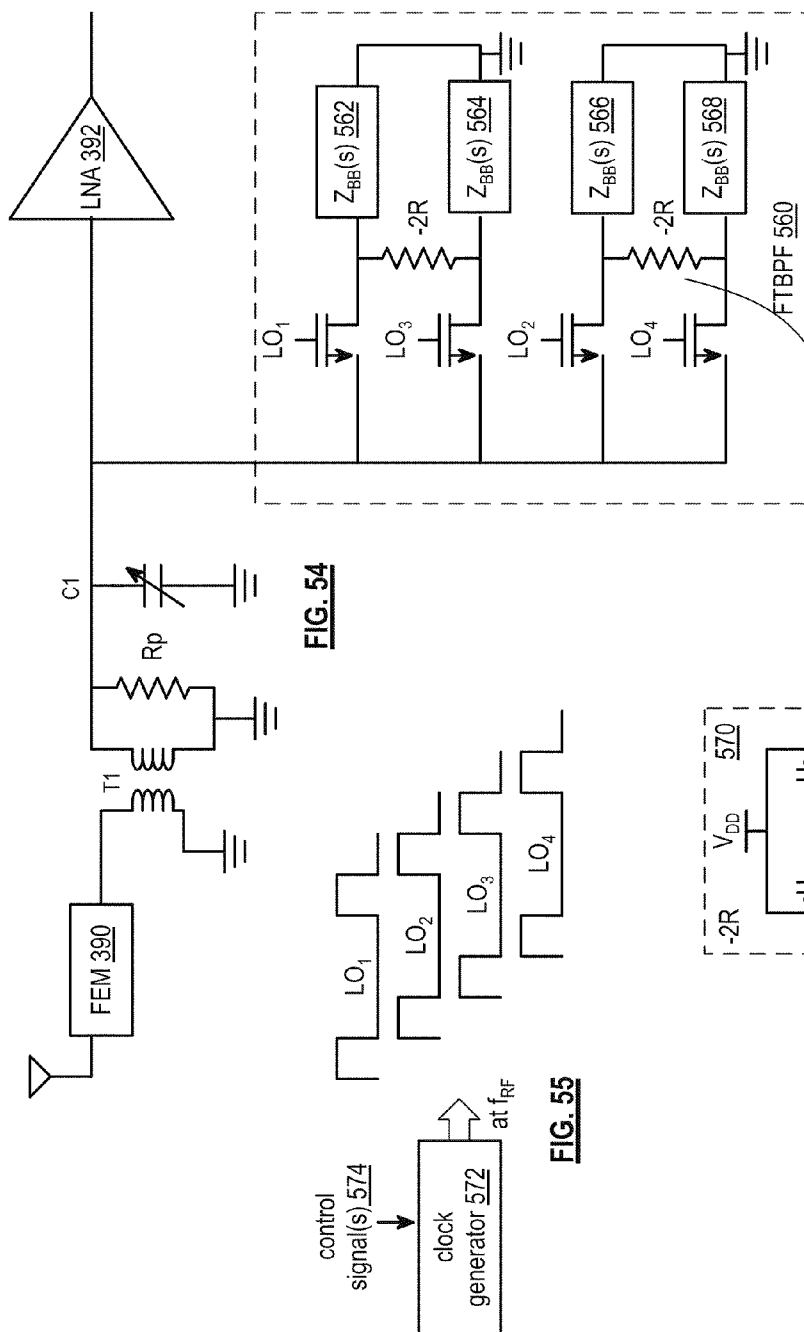 FEM 390
T1
Rp
C1
LNA 392
FIG. 54
LO1
LO3
LO2
LO4
-2R
-2R
ZBB(s) 562
ZBB(s) 564
ZBB(s) 566
ZBB(s) 568
FTBPF 560
control
signal(s) 574
clock
generator 572
at fRF
LO1
LO2
LO3
LO4
FIG. 55
-2R
VDD
570